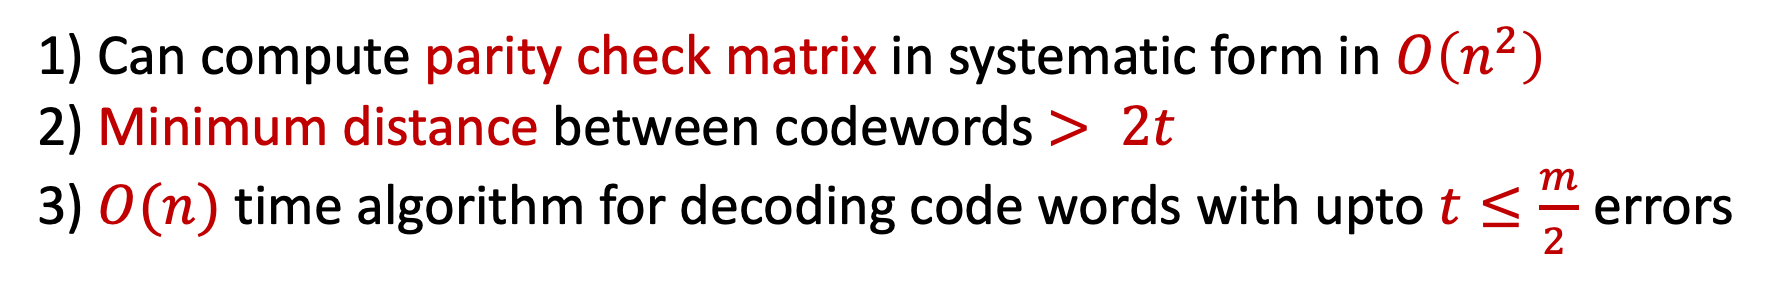 1) Can compute parity check matrix in systematic form in O(n²)
2) Minimum distance between codewords > 2t
3) O(n) time algorithm for decoding code words with upto t ≤ m/2 errors